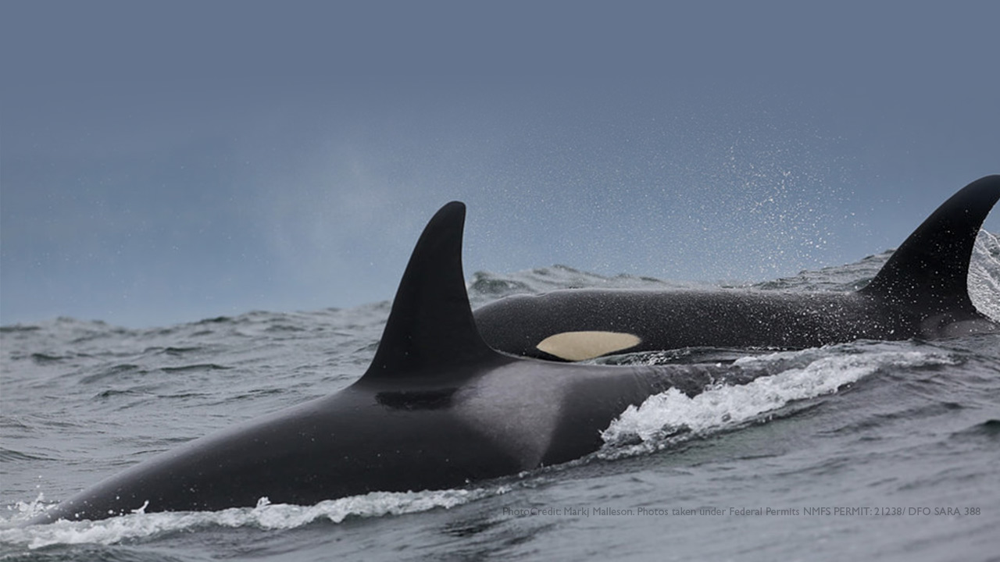 PhotoCredit: Markj Malleson. Photos taken under Federal Permits NMFS PERMIT: 21238/ DFO SARA 388